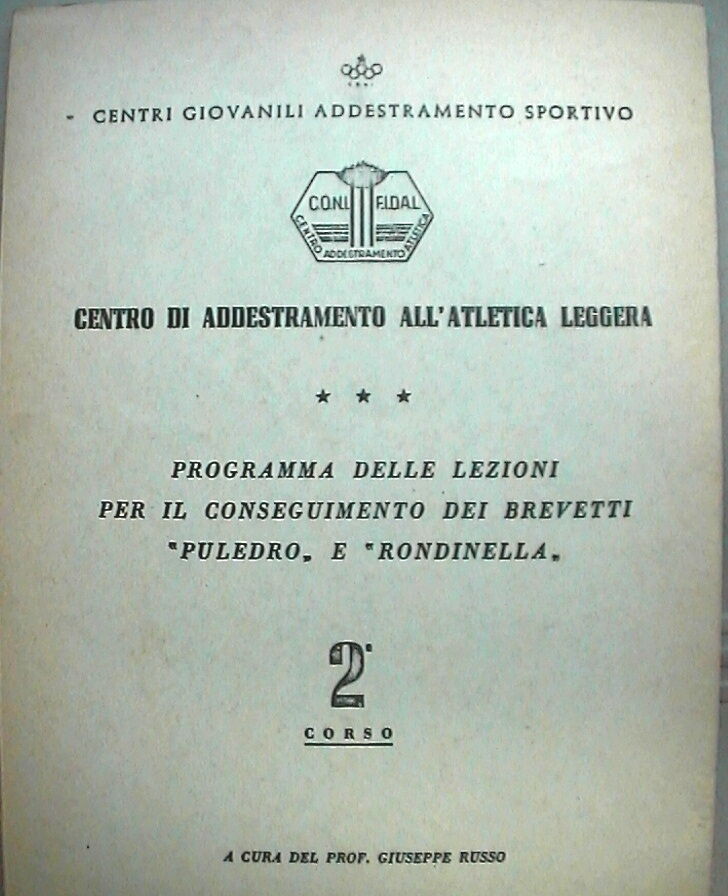 CENTRI GIOVANILI ADDESTRAMENTO SPORTIVO
C.O.N.I. F.I.D.A.L.
CENTRO ADDESTRAMENTO ATLETICA
CENTRO DI ADDESTRAMENTO ALL'ATLETICA LEGGERA
★ ★ ★
PROGRAMMA DELLE LEZIONI
PER IL CONSEGUIMENTO DEI BREVETTI
"PULEDRO„ E "RONDINELLA„
2°
CORSO
A CURA DEL PROF. GIUSEPPE RUSSO